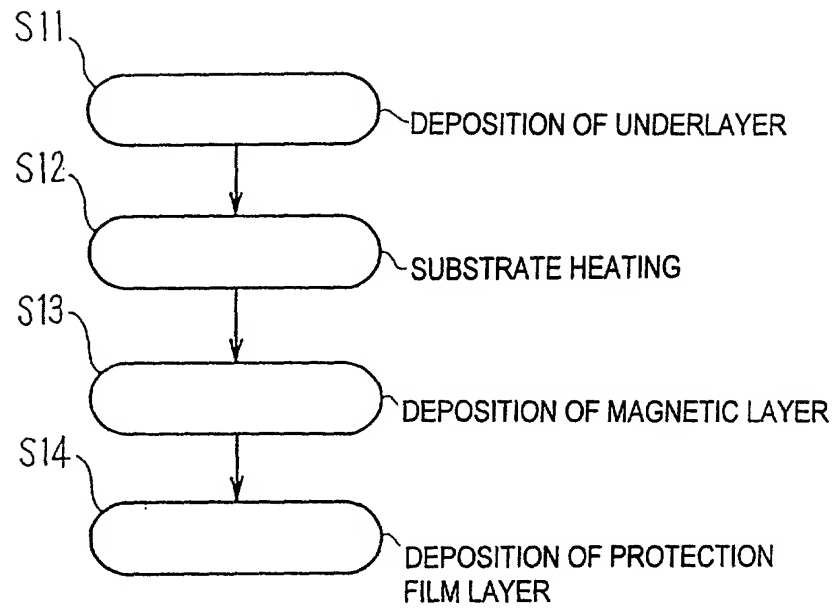 S11
DEPOSITION OF UNDERLAYER
S12
SUBSTRATE HEATING
S13
DEPOSITION OF MAGNETIC LAYER
S14
DEPOSITION OF PROTECTION
FILM LAYER